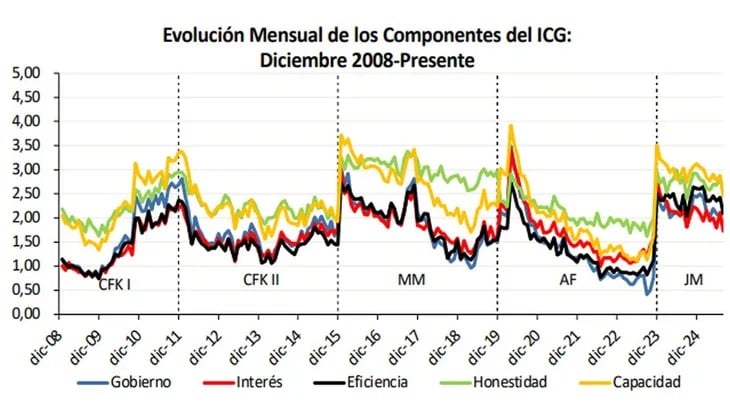 Evolución Mensual de los Componentes del ICG:
Diciembre 2008-Presente
5,00
4,50
4,00
3,50
3,00
2,50
2,00
1,50
1,00
0,50
0,00
CFK I
CFK II
MM
AF
JM
dic-08
dic-09
dic-10
dic-11
dic-12
dic-13
dic-14
dic-15
dic-16
dic-17
dic-18
dic-19
dic-20
dic-21
dic-22
dic-23
dic-24
Gobierno
Interés
Eficiencia
Honestidad
Capacidad